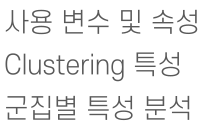 사용 변수 및 속성
Clustering 특성
군집별 특성 분석